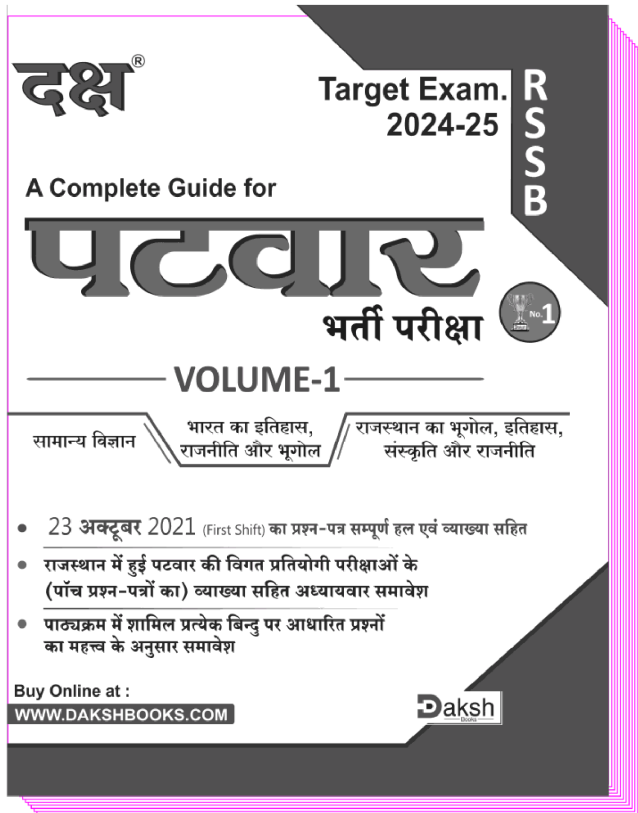 दक्ष®
Target Exam.
2024-25
RSSB
A Complete Guide for
पटवार
भर्ती परीक्षा
No.1
VOLUME-1
सामान्य विज्ञान
भारत का इतिहास,
राजनीति और भूगोल
राजस्थान का भूगोल, इतिहास,
संस्कृति और राजनीति
• 23 अक्टूबर 2021 (First Shift) का प्रश्न-पत्र सम्पूर्ण हल एवं व्याख्या सहित
• राजस्थान में हुई पटवार की विगत प्रतियोगी परीक्षाओं के
(पाँच प्रश्न-पत्रों का) व्याख्या सहित अध्यायवार समावेश
• पाठ्यक्रम में शामिल प्रत्येक बिन्दु पर आधारित प्रश्नों
का महत्त्व के अनुसार समावेश
Buy Online at :
WWW.DAKSHBOOKS.COM
Daksh
Books